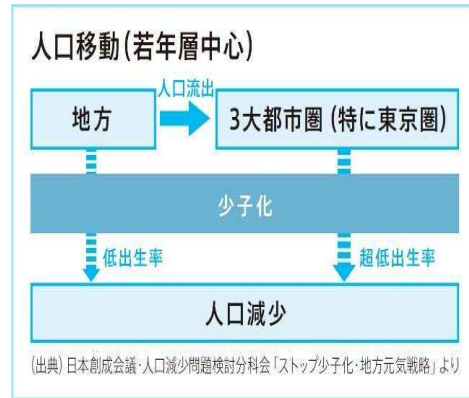 人口移動(若年層中心)
人口流出
地方
3大都市圏(特に東京圏)
少子化
低出生率
超低出生率
人口減少
(出典)日本創成会議・人口減少問題検討分科会「ストップ少子化・地方元気戦略」より